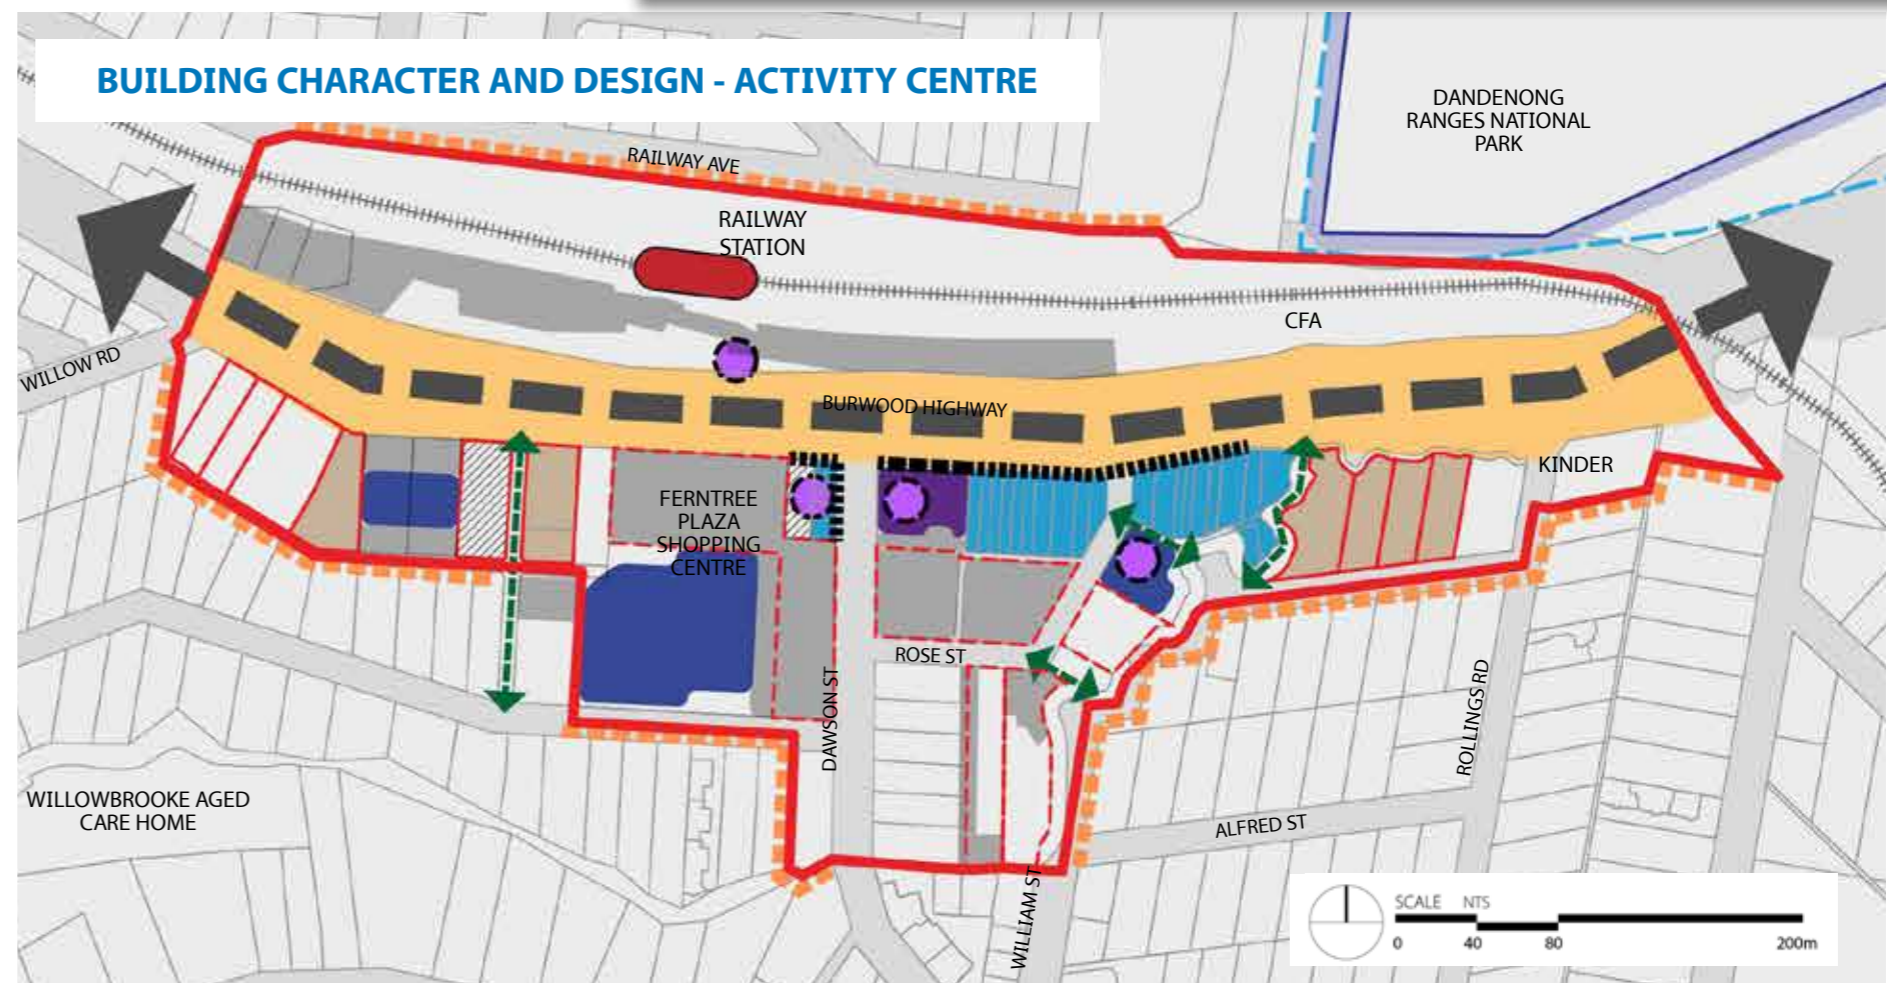 BUILDING CHARACTER AND DESIGN - ACTIVITY CENTRE
DANDENONG
RANGES NATIONAL
PARK
RAILWAY AVE
RAILWAY
STATION
CFA
WILLOW RD
BURWOOD HIGHWAY
KINDER
FERNTREE
PLAZA
SHOPPING
CENTRE
ROSE ST
DAWSON ST
ROLLINGS RD
WILLOWBROOKE AGED
CARE HOME
ALFRED ST
WILLIAM ST
SCALE NTS
0 40 80 200m